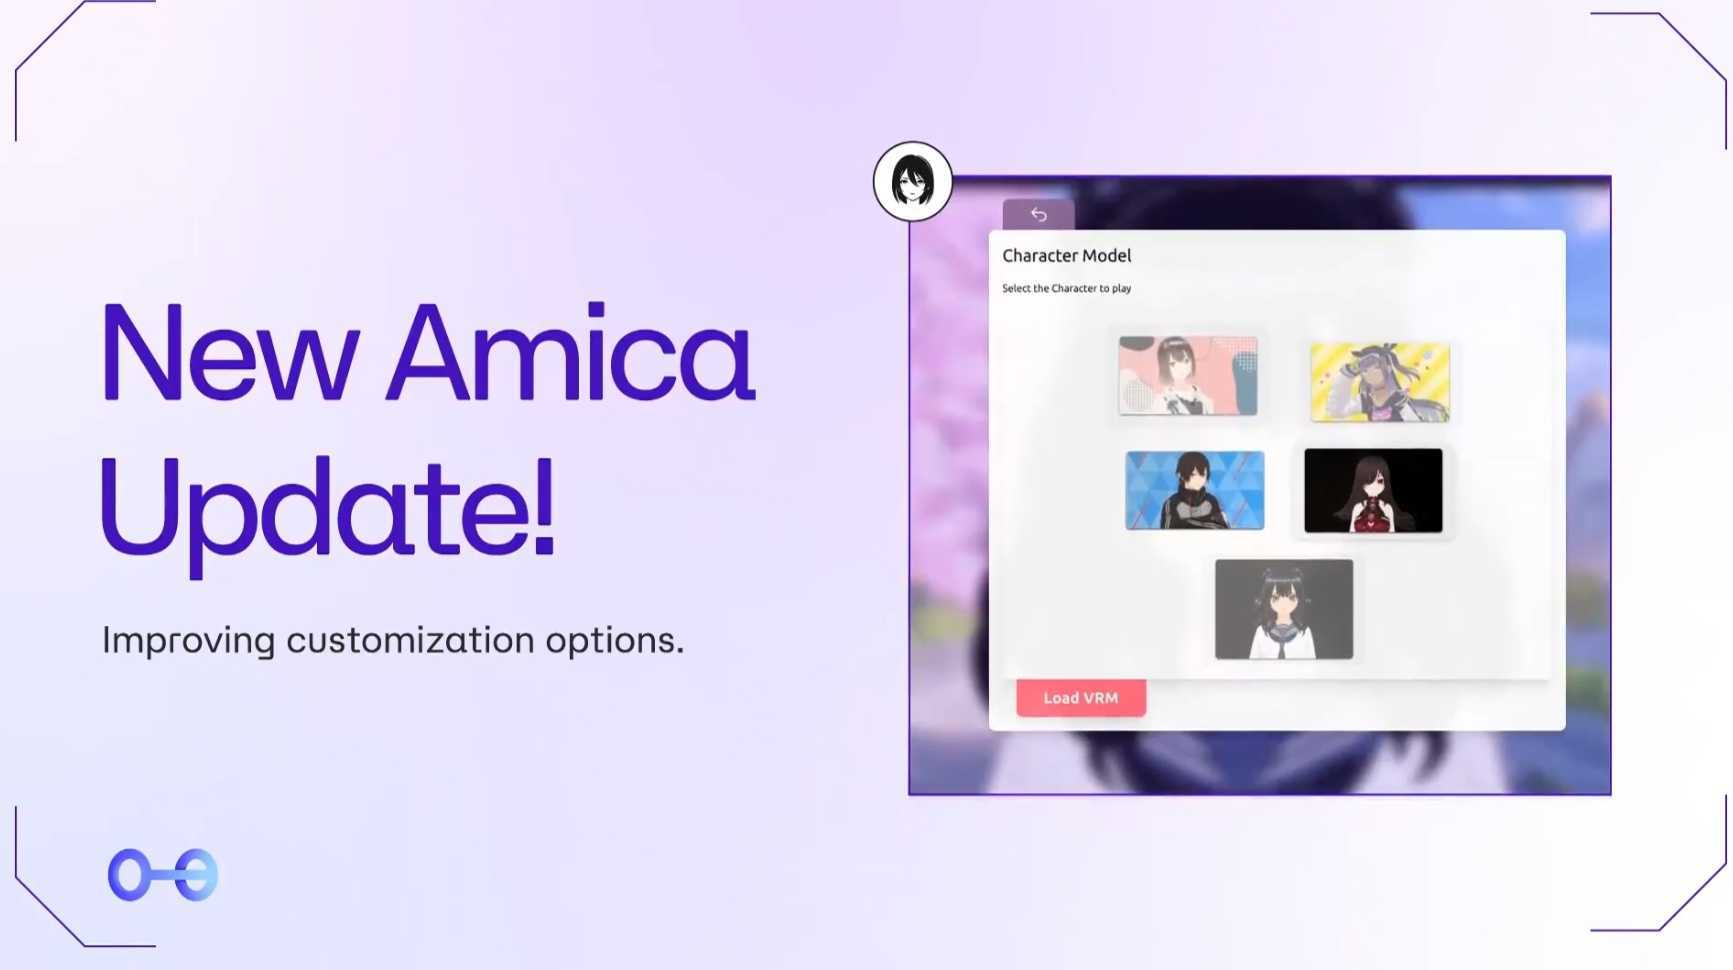 New Amica
Update!
Improving customization options.
Character Model
Select the Character to play
Load VRM